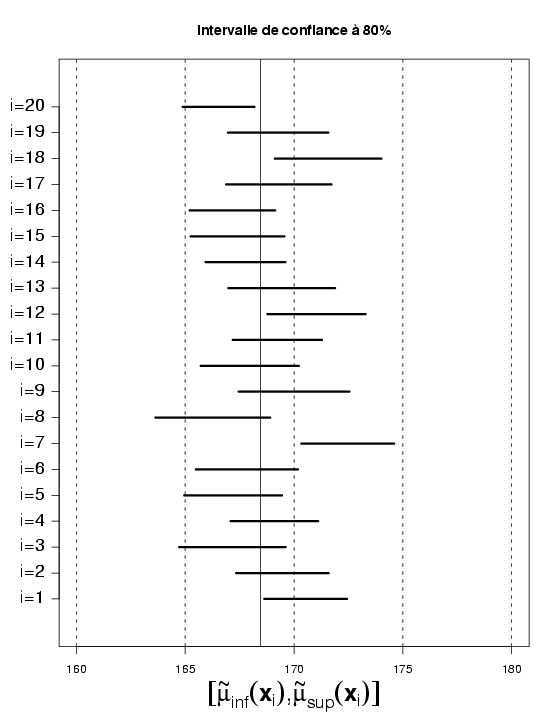 Intervalle de confiance à 80%
i=20
i=19
i=18
i=17
i=16
i=15
i=14
i=13
i=12
i=11
i=10
i=9
i=8
i=7
i=6
i=5
i=4
i=3
i=2
i=1
160 165 170 175 180
[μ̃inf(xi),μ̃sup(xi)]